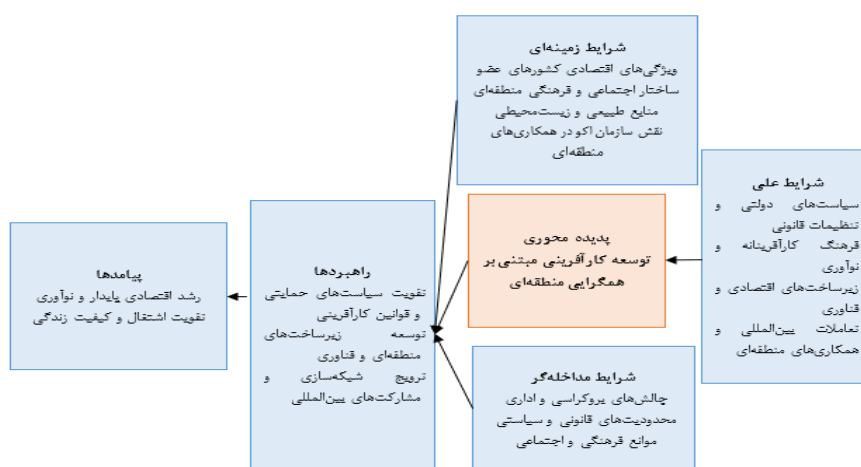 شرایط زمینه‌ای
ویژگی‌های اقتصادی کشورهای عضو
ساختار اجتماعی و فرهنگی منطقه‌ای
منابع طبیعی و زیست‌محیطی
نقش سازمان اکو در همکاری‌های
منطقه‌ای
شرایط علی
سیاست‌های دولتی و
تنظیمات قانونی
فرهنگ کارآفرینانه و
نوآوری
زیرساخت‌های اقتصادی و
فناوری
تعاملات بین‌المللی و
همکاری‌های منطقه‌ای
پدیده محوری
توسعه کارآفرینی مبتنی بر
همگرایی منطقه‌ای
شرایط مداخله‌گر
چالش‌های بروکراسی و اداری
محدودیت‌های قانونی و سیاستی
موانع فرهنگی و اجتماعی
راهبردها
تقویت سیاست‌های حمایتی
و قوانین کارآفرینی
توسعه زیرساخت‌های
منطقه‌ای و فناوری
ترویج شبکه‌سازی و
مشارکت‌های بین‌المللی
پیامدها
رشد اقتصادی پایدار و نوآوری
تقویت اشتغال و کیفیت زندگی